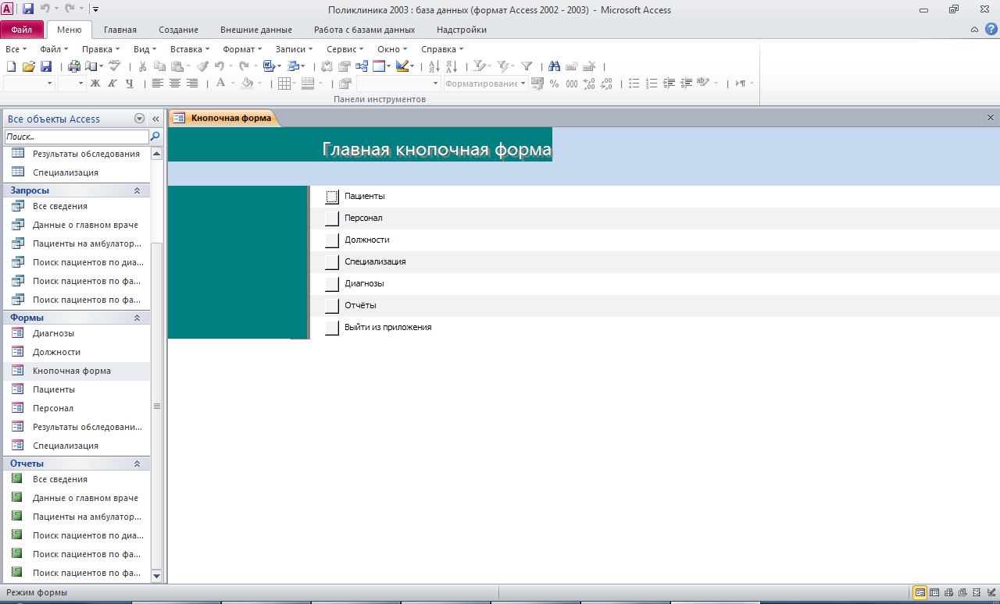 Поликлиника 2003 : база данных (формат Access 2002 - 2003) - Microsoft Access
Файл Меню Главная Создание Внешние данные Работа с базами данных Надстройки
Все Файл Правка Вид Вставка Формат Записи Сервис Окно Справка
Ж К Ч А Форматирование % 000
Панели инструментов
Все объекты Access
Поиск...
Результаты обследования
Специализация
Запросы
Все сведения
Данные о главном враче
Пациенты на амбулатор...
Поиск пациентов по диа...
Поиск пациентов по фа...
Поиск пациентов по фа...
Формы
Диагнозы
Должности
Кнопочная форма
Пациенты
Персонал
Результаты обследовани...
Специализация
Отчеты
Все сведения
Данные о главном враче
Пациенты на амбулатор...
Поиск пациентов по диа...
Поиск пациентов по фа...
Поиск пациентов по фа...
Кнопочная форма
Главная кнопочная форма
Пациенты
Персонал
Должности
Специализация
Диагнозы
Отчёты
Выйти из приложения
Режим формы